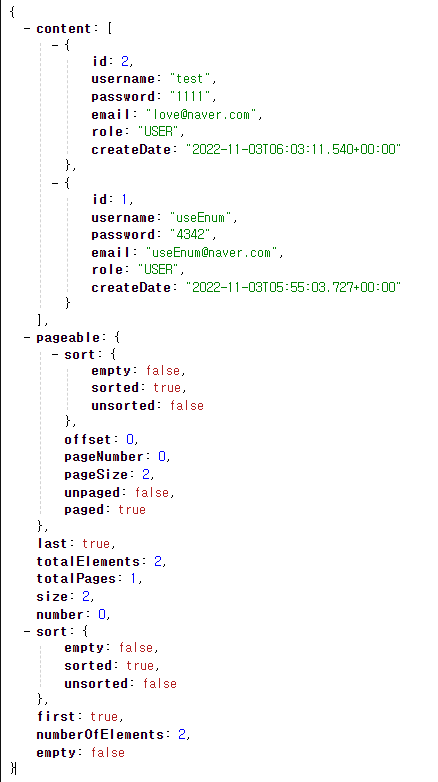 {
- content: [
- {
id: 2,
username: "test",
password: "1111",
email: "love@naver.com",
role: "USER",
createDate: "2022-11-03T06:03:11.540+00:00"
},
- {
id: 1,
username: "useEnum",
password: "4342",
email: "useEnum@naver.com",
role: "USER",
createDate: "2022-11-03T05:55:03.727+00:00"
}
],
- pageable: {
- sort: {
empty: false,
sorted: true,
unsorted: false
},
offset: 0,
pageNumber: 0,
pageSize: 2,
unpaged: false,
paged: true
},
last: true,
totalElements: 2,
totalPages: 1,
size: 2,
number: 0,
- sort: {
empty: false,
sorted: true,
unsorted: false
},
first: true,
numberOfElements: 2,
empty: false
}